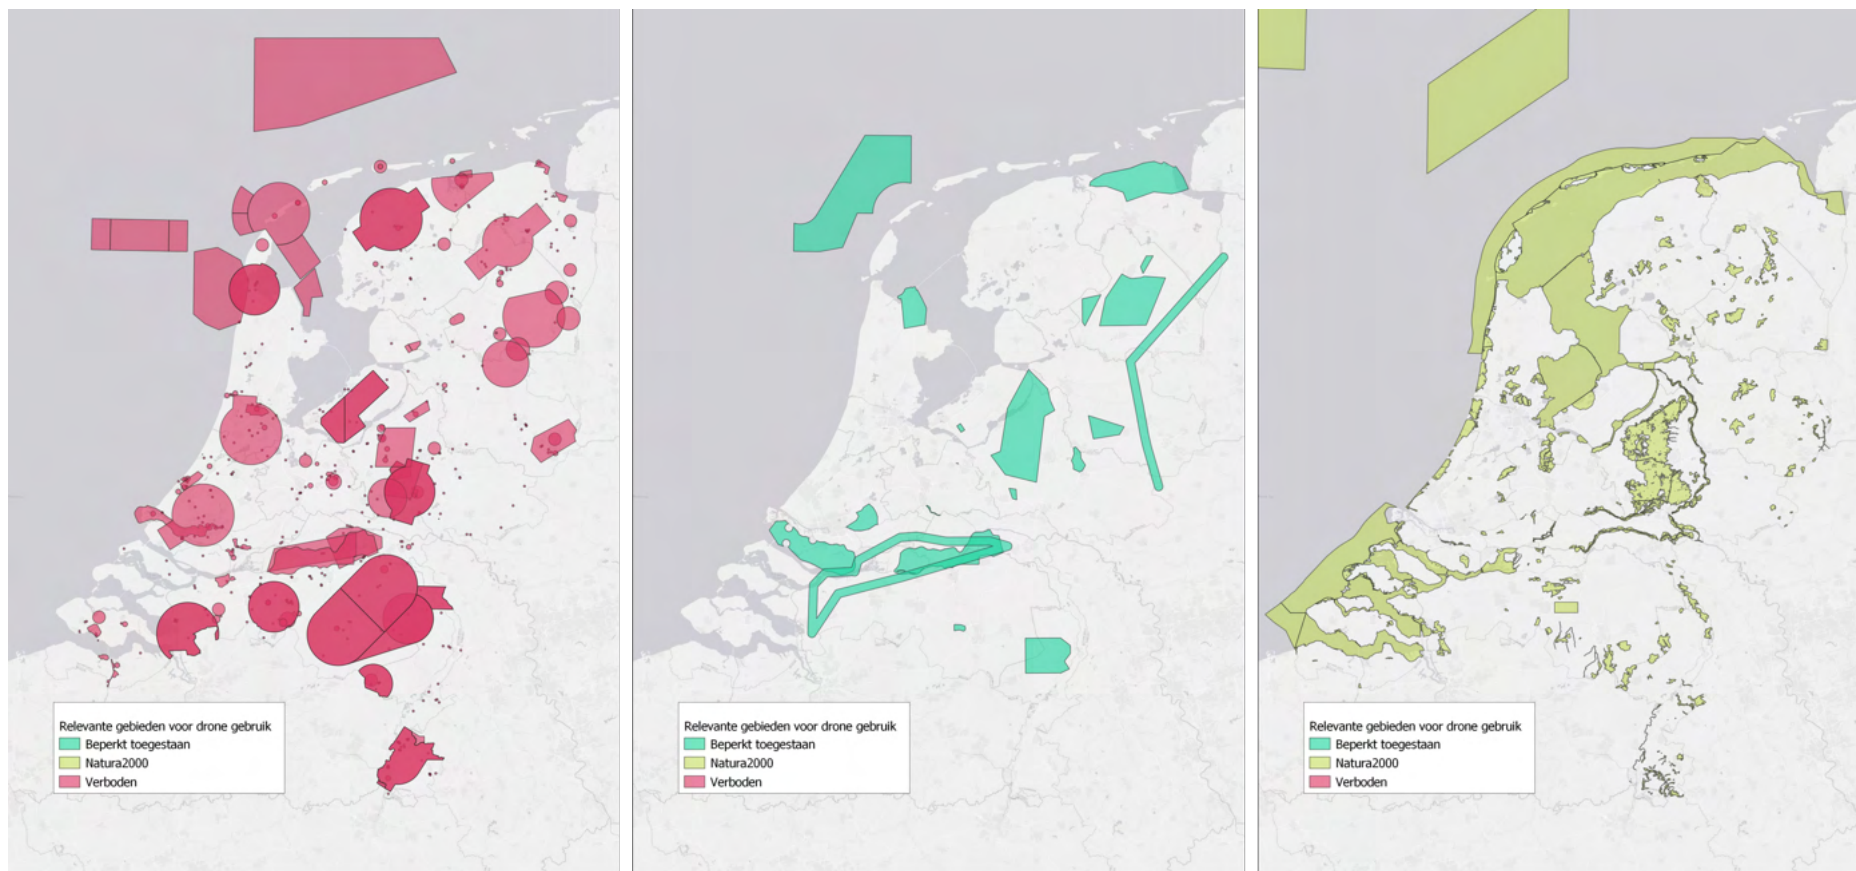 Relevante gebieden voor drone gebruik
Beperkt toegestaan
Natura2000
Verboden
Relevante gebieden voor drone gebruik
Beperkt toegestaan
Natura2000
Verboden
Relevante gebieden voor drone gebruik
Beperkt toegestaan
Natura2000
Verboden